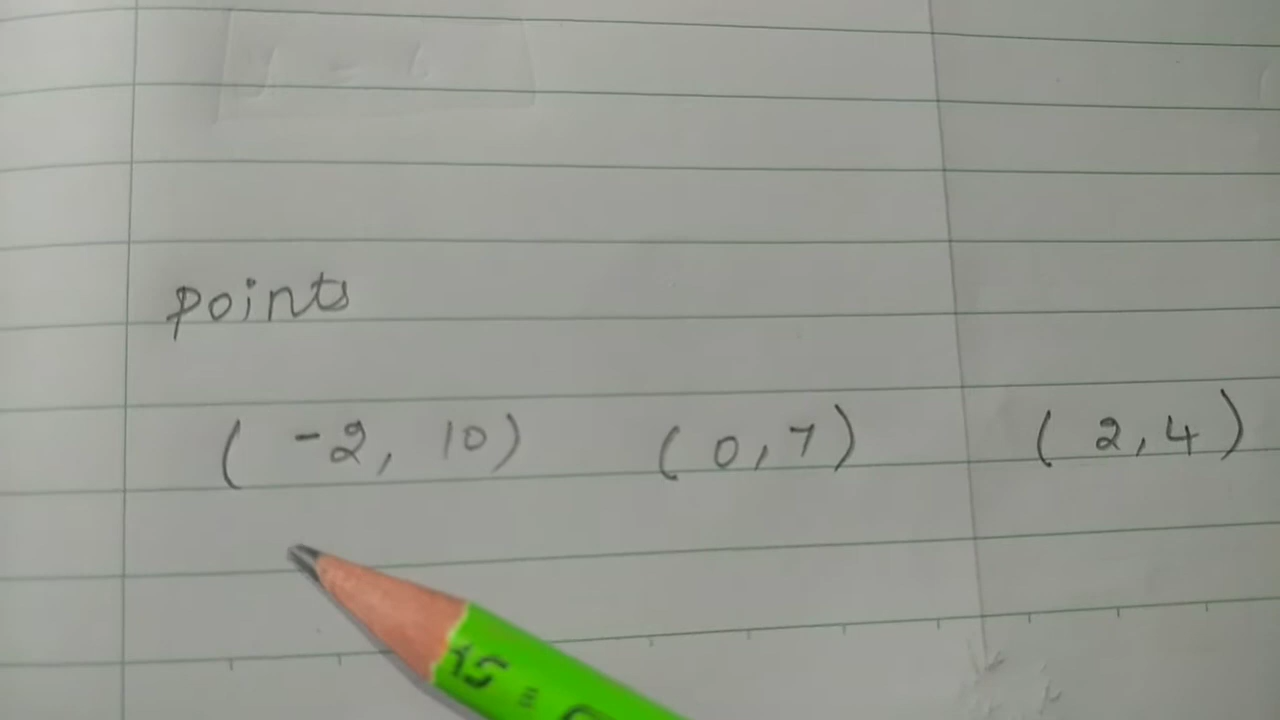 points
( -2, 10) (0,7) ( 2,4)